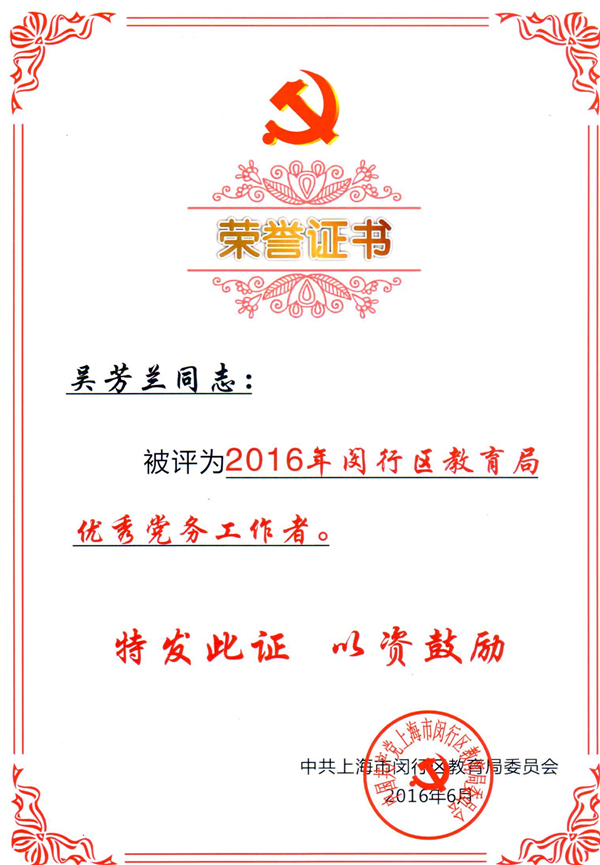 荣誉证书
吴芳兰同志：
被评为2016年闵行区教育局
优秀党务工作者。
特发此证 以资鼓励
中共上海市闵行区教育局委员会
2016年6月
中国共产党上海市闵行区教育局委员会